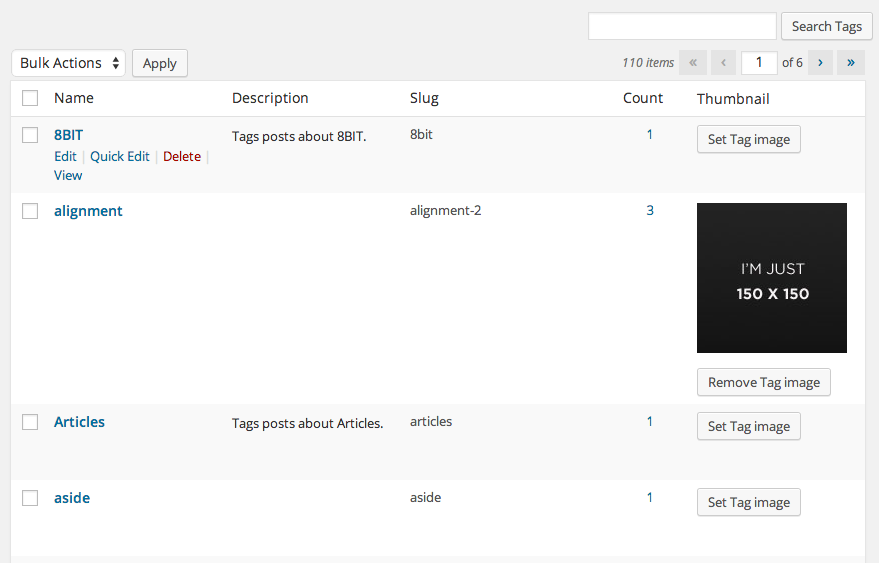 Search Tags
Bulk Actions Apply 110 items « ‹ 1 of 6 › »
Name Description Slug Count Thumbnail
8BIT Tags posts about 8BIT. 8bit 1 Set Tag image
Edit | Quick Edit | Delete |
View
alignment alignment-2 3
I'M JUST
150 X 150
Remove Tag image
Articles Tags posts about Articles. articles 1 Set Tag image
aside aside 1 Set Tag image